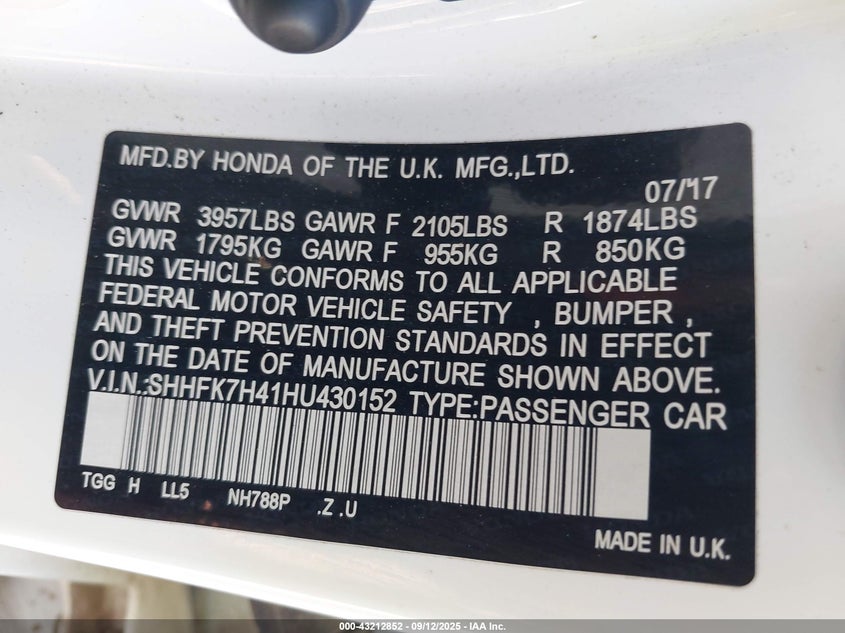 MFD.BY HONDA OF THE U.K. MFG.,LTD.
07/'17
GVWR 3957LBS GAWR F 2105LBS R 1874LBS
GVWR 1795KG GAWR F 955KG R 850KG
THIS VEHICLE CONFORMS TO ALL APPLICABLE
FEDERAL MOTOR VEHICLE SAFETY , BUMPER ,
AND THEFT PREVENTION STANDARDS IN EFFECT
ON THE DATE OF MANUFACTURE SHOWN ABOVE.
V.I.N.:SHHFK7H41HU430152 TYPE:PASSENGER CAR
TGG H LL5 NH788P .Z .U
MADE IN U.K.
000-43212852 - 09/12/2025 - IAA Inc.